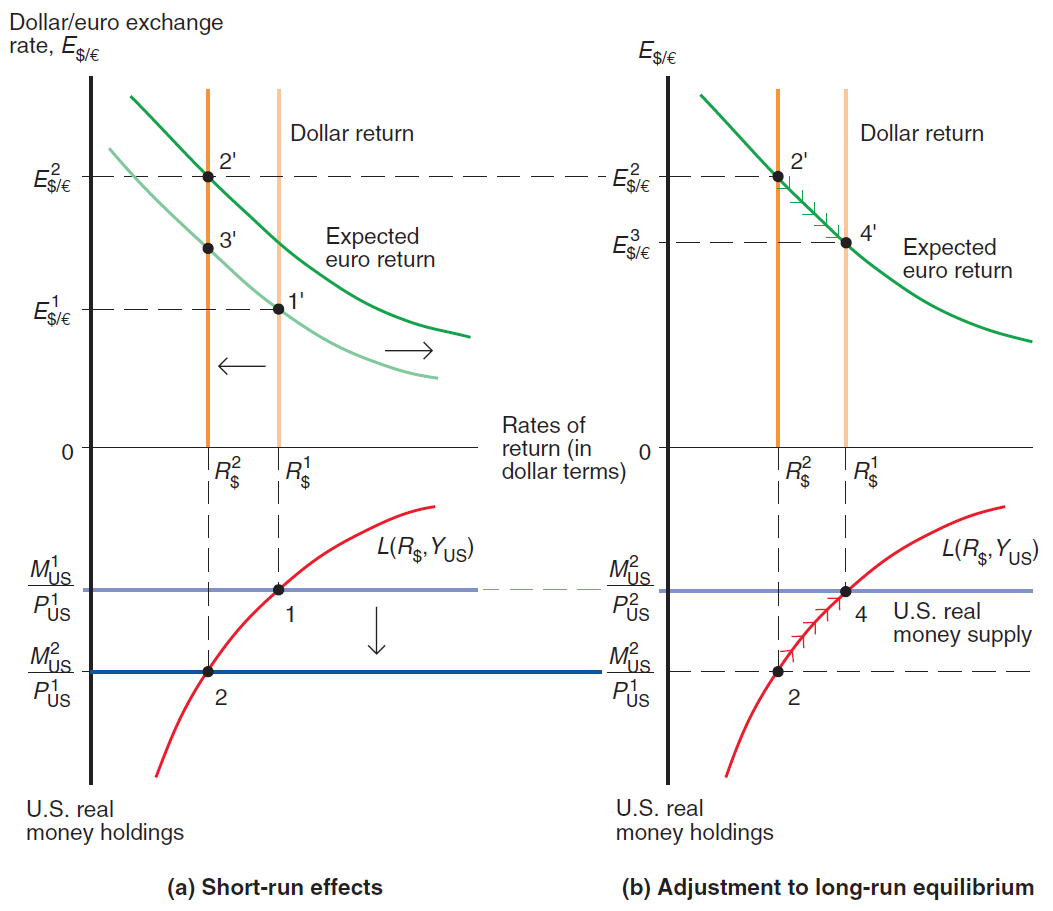 Dollar/euro exchange
rate, E$/€
E$/€
Dollar return
2'
E²$/€
3'
Expected
euro return
1'
E¹$/€
0
R²$
R¹$
Rates of
return (in
dollar terms)
L(R$, YUS)
M¹US
P¹US
1
M²US
P¹US
2
U.S. real
money holdings
(a) Short-run effects
Dollar return
2'
E²$/€
4'
E³$/€
Expected
euro return
0
R²$
R¹$
L(R$, YUS)
M²US
P²US
4
U.S. real
money supply
M²US
P¹US
2
U.S. real
money holdings
(b) Adjustment to long-run equilibrium